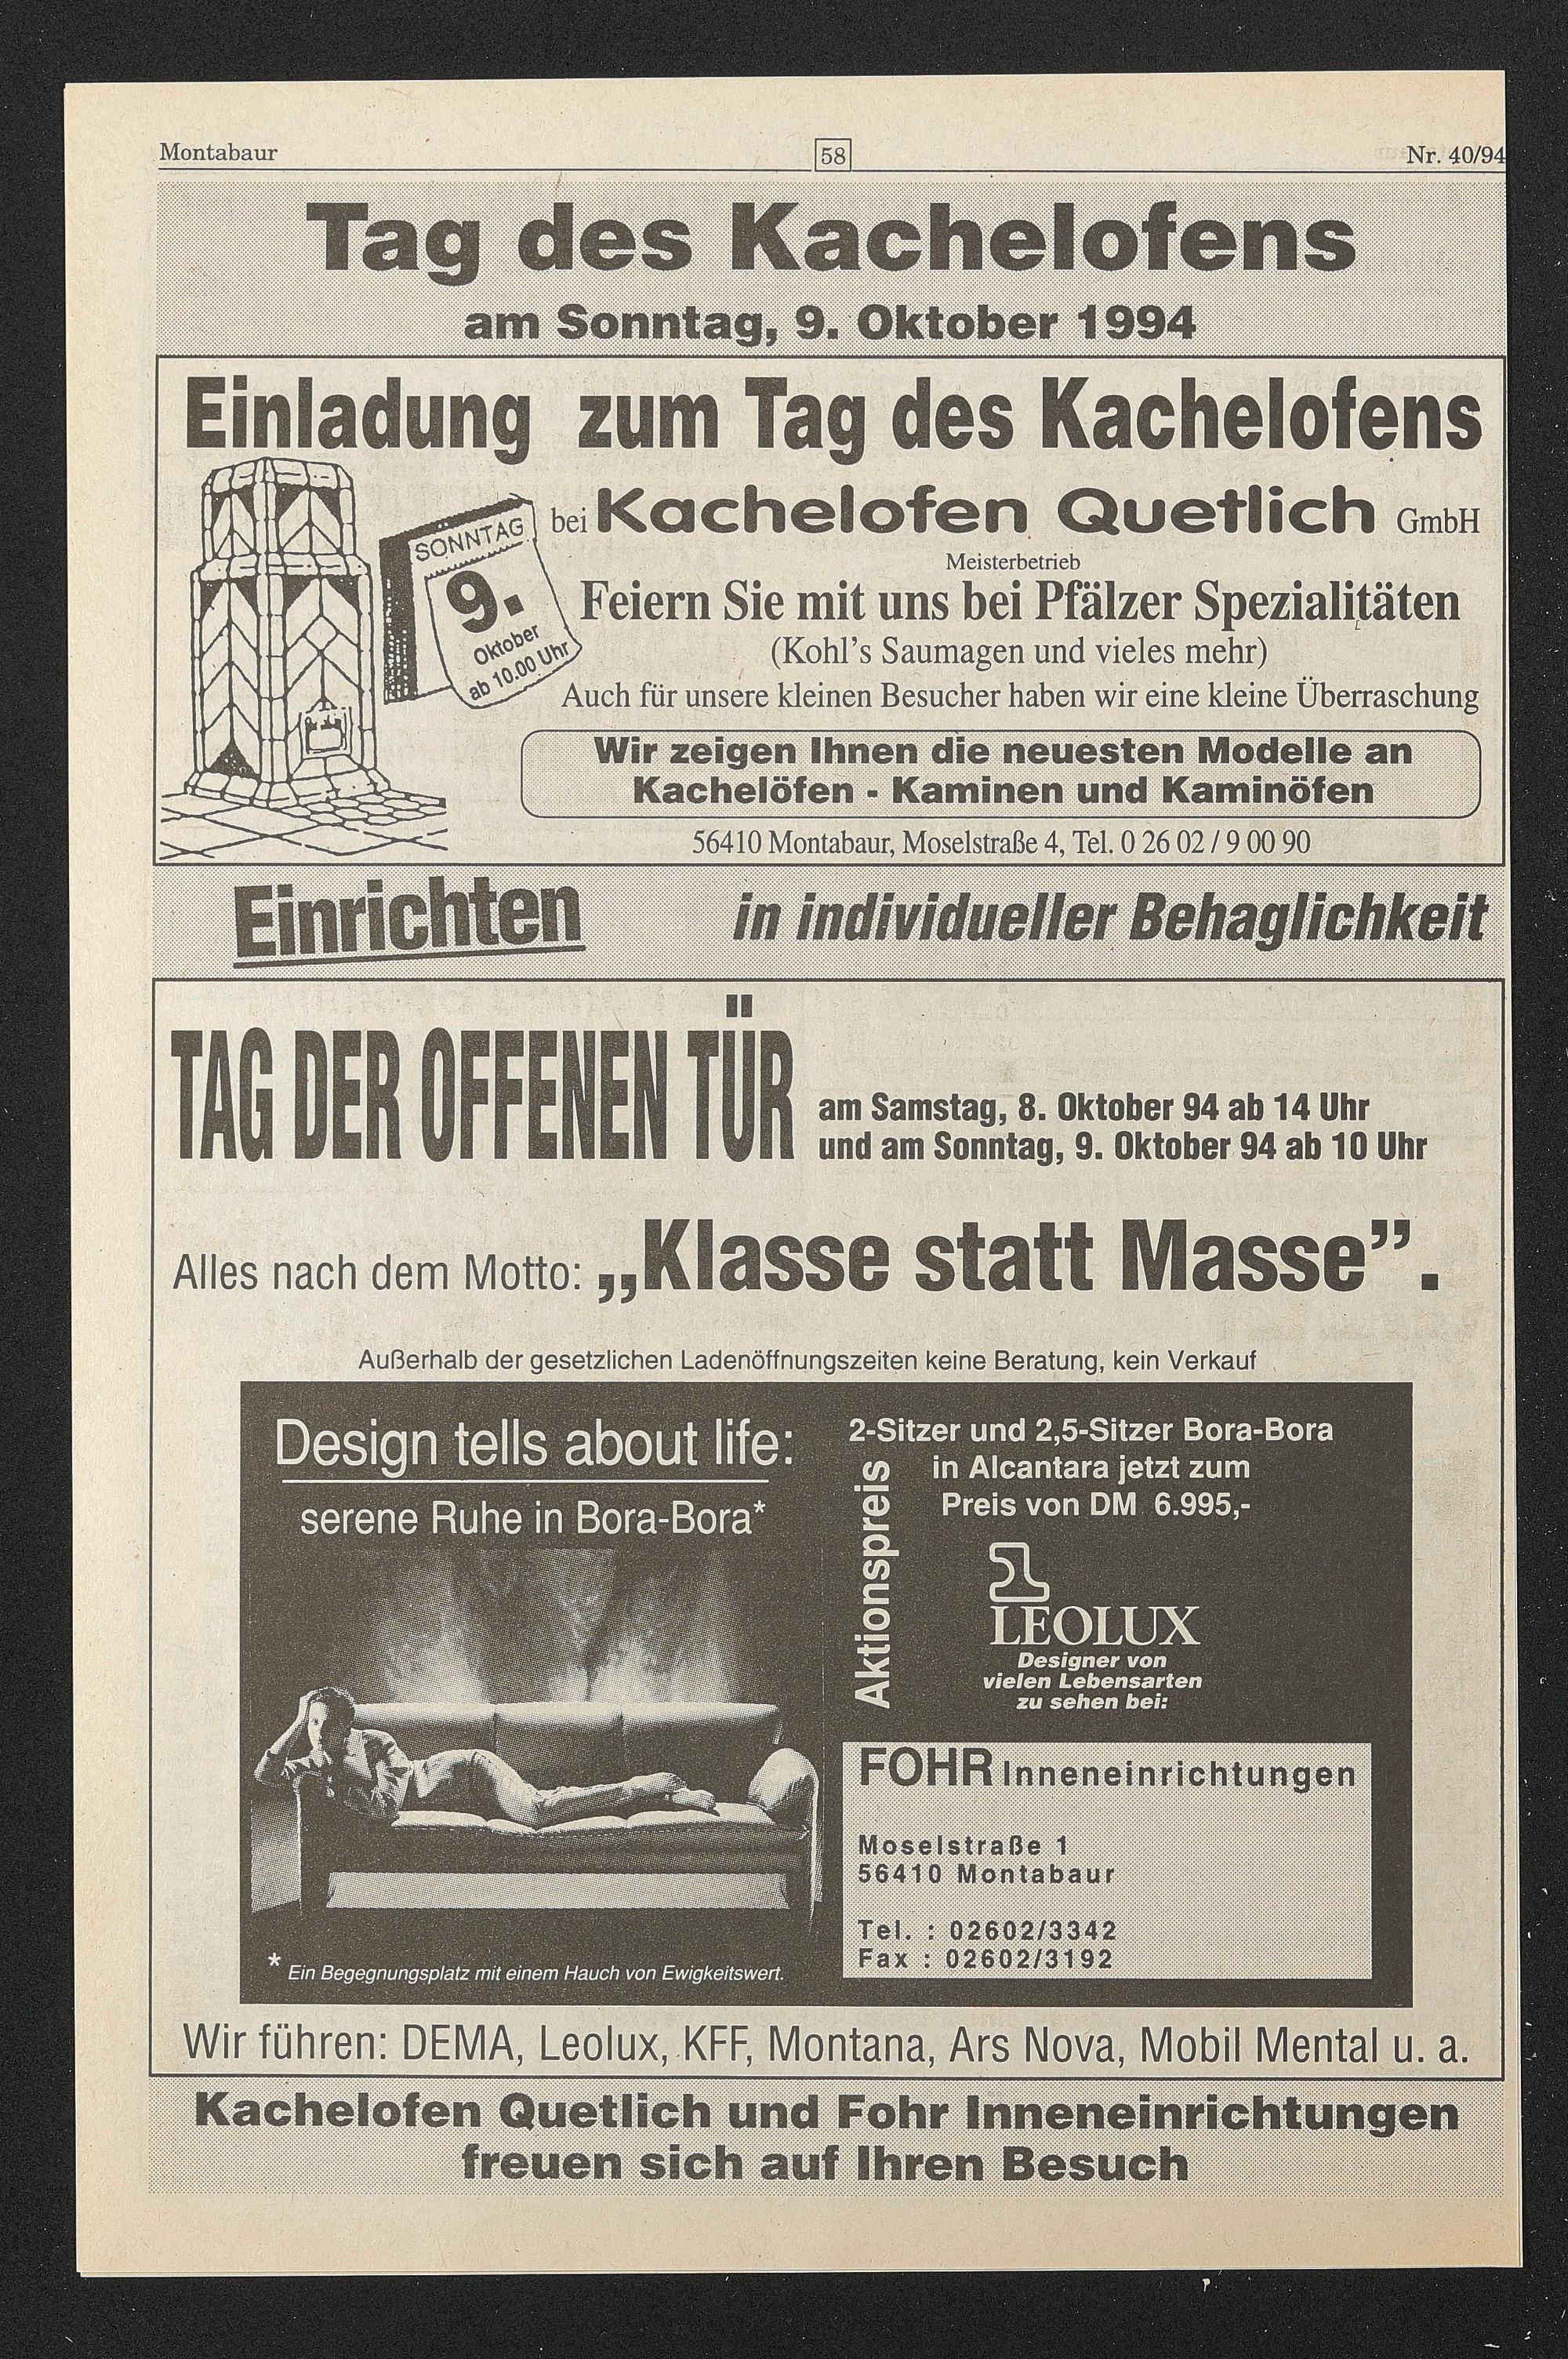 Montabaur
58
Nr. 40/94
Tag des Kachelofens
am Sonntag, 9. Oktober 1994
Einladung zum Tag des Kachelofens
bei Kachelofen Quetlich GmbH
Meisterbetrieb
SONNTAG
9.
Oktober
ab 10.00 Uhr
Feiern Sie mit uns bei Pfälzer Spezialitäten
(Kohl's Saumagen und vieles mehr)
Auch für unsere kleinen Besucher haben wir eine kleine Überraschung
Wir zeigen Ihnen die neuesten Modelle an
Kachelöfen - Kaminen und Kaminöfen
56410 Montabaur, Moselstraße 4, Tel. 0 26 02 / 9 00 90
Einrichten in individueller Behaglichkeit
TAG DER OFFENEN TÜR
am Samstag, 8. Oktober 94 ab 14 Uhr
und am Sonntag, 9. Oktober 94 ab 10 Uhr
Alles nach dem Motto: „Klasse statt Masse”.
Außerhalb der gesetzlichen Ladenöffnungszeiten keine Beratung, kein Verkauf
Design tells about life:
serene Ruhe in Bora-Bora*
* Ein Begegnungsplatz mit einem Hauch von Ewigkeitswert.
Aktionspreis
2-Sitzer und 2,5-Sitzer Bora-Bora
in Alcantara jetzt zum
Preis von DM 6.995,-
LEOLUX
Designer von
vielen Lebensarten
zu sehen bei:
FOHR Inneneinrichtungen
Moselstraße 1
56410 Montabaur
Tel. : 02602/3342
Fax : 02602/3192
Wir führen: DEMA, Leolux, KFF, Montana, Ars Nova, Mobil Mental u. a.
Kachelofen Quetlich und Fohr Inneneinrichtungen
freuen sich auf Ihren Besuch